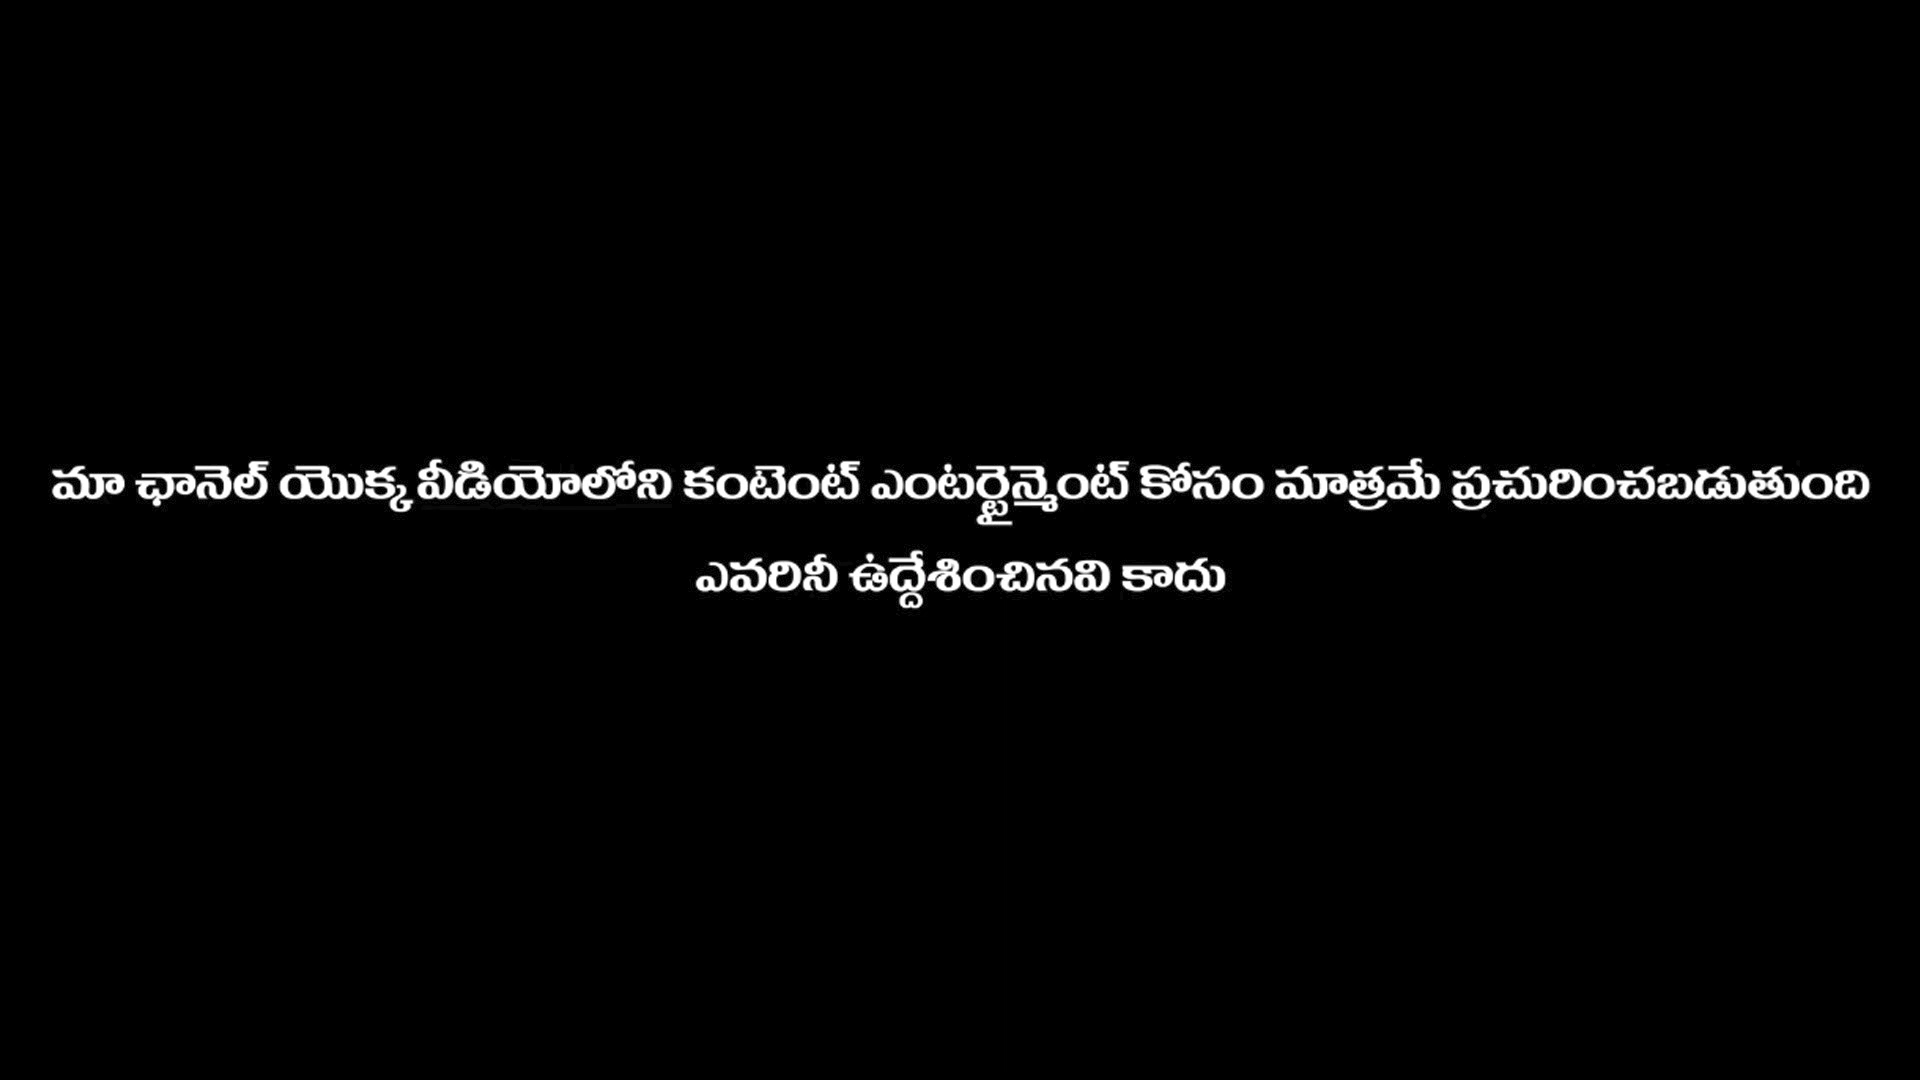 మా ఛానెల్ యొక్క వీడియోలోని కంటెంట్ ఎంటర్టైన్మెంట్ కోసం మాత్రమే ప్రచురించబడుతుంది
ఎవరినీ ఉద్దేశించినవి కాదు